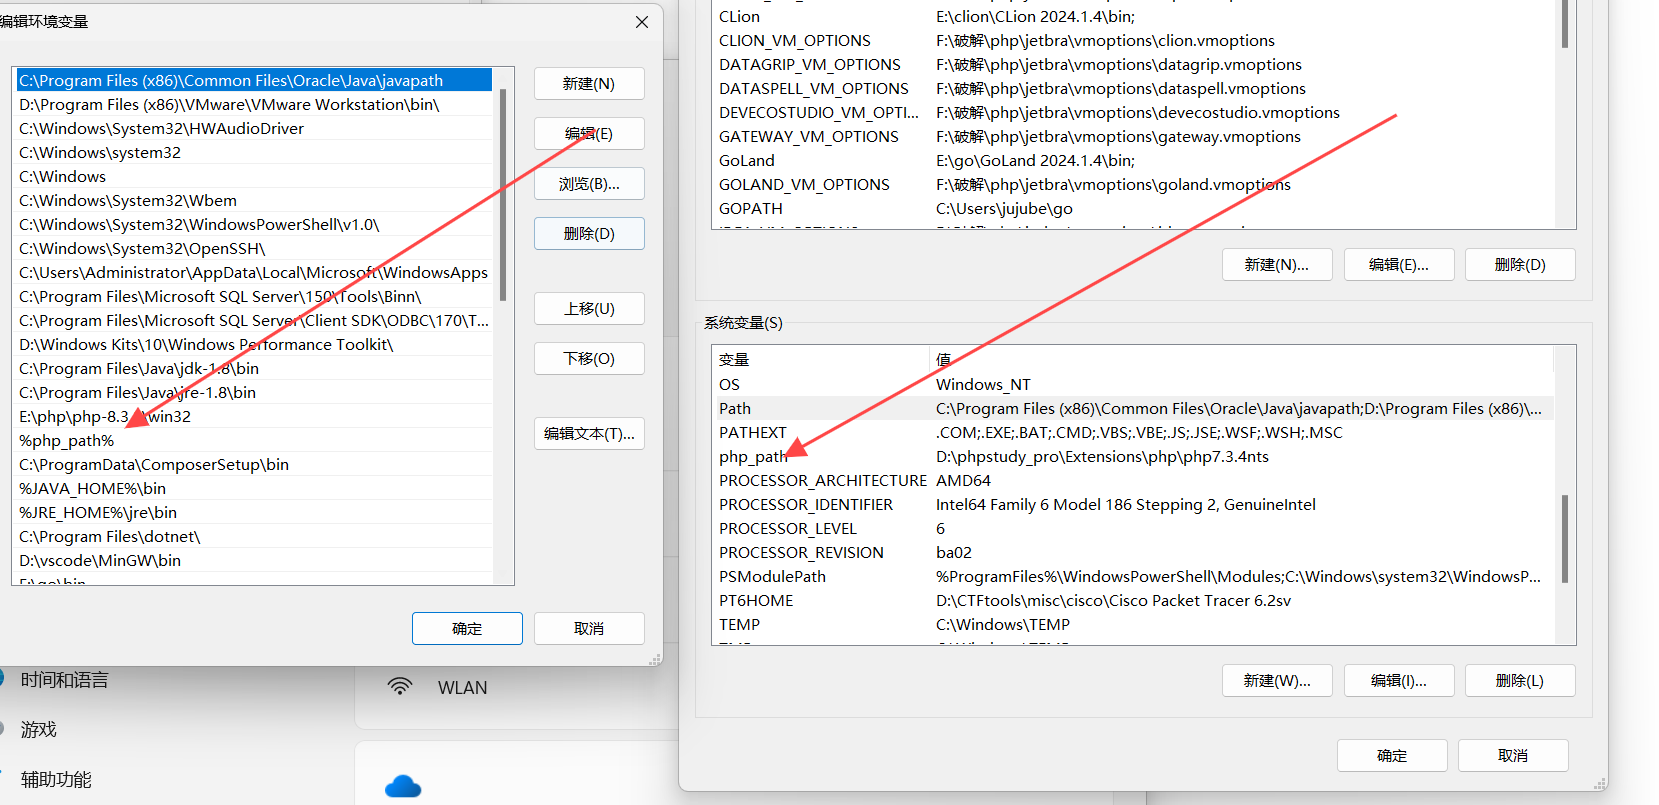 编辑环境变量
C:\Program Files (x86)\Common Files\Oracle\Java\javapath
D:\Program Files (x86)\VMware\VMware Workstation\bin\
C:\Windows\System32\HWAudioDriver
C:\Windows\system32
C:\Windows
C:\Windows\System32\Wbem
C:\Windows\System32\WindowsPowerShell\v1.0\
C:\Windows\System32\OpenSSH\
C:\Users\Administrator\AppData\Local\Microsoft\WindowsApps
C:\Program Files\Microsoft SQL Server\150\Tools\Binn\
C:\Program Files\Microsoft SQL Server\Client SDK\ODBC\170\T...
D:\Windows Kits\10\Windows Performance Toolkit\
C:\Program Files\Java\jdk-1.8\bin
C:\Program Files\Java\jre-1.8\bin
E:\php\php-8.3 \win32
%php_path%
C:\ProgramData\ComposerSetup\bin
%JAVA_HOME%\bin
%JRE_HOME%\jre\bin
C:\Program Files\dotnet\
D:\vscode\MinGW\bin
新建(N)
编辑(E)
浏览(B)...
删除(D)
上移(U)
下移(O)
编辑文本(T)...
确定
取消
时间和语言
游戏
辅助功能
WLAN
CLion E:\clion\CLion 2024.1.4\bin;
CLION_VM_OPTIONS F:\破解\php\jetbra\vmoptions\clion.vmoptions
DATAGRIP_VM_OPTIONS F:\破解\php\jetbra\vmoptions\datagrip.vmoptions
DATASPELL_VM_OPTIONS F:\破解\php\jetbra\vmoptions\dataspell.vmoptions
DEVECOSTUDIO_VM_OPTI... F:\破解\php\jetbra\vmoptions\devecostudio.vmoptions
GATEWAY_VM_OPTIONS F:\破解\php\jetbra\vmoptions\gateway.vmoptions
GoLand E:\go\GoLand 2024.1.4\bin;
GOLAND_VM_OPTIONS F:\破解\php\jetbra\vmoptions\goland.vmoptions
GOPATH C:\Users\jujube\go
新建(N)... 编辑(E)... 删除(D)
系统变量(S)
变量 值
OS Windows_NT
Path C:\Program Files (x86)\Common Files\Oracle\Java\javapath;D:\Program Files (x86)\...
PATHEXT .COM;.EXE;.BAT;.CMD;.VBS;.VBE;.JS;.JSE;.WSF;.WSH;.MSC
php_path D:\phpstudy_pro\Extensions\php\php7.3.4nts
PROCESSOR_ARCHITECTURE AMD64
PROCESSOR_IDENTIFIER Intel64 Family 6 Model 186 Stepping 2, GenuineIntel
PROCESSOR_LEVEL 6
PROCESSOR_REVISION ba02
PSModulePath %ProgramFiles%\WindowsPowerShell\Modules;C:\Windows\system32\WindowsP...
PT6HOME D:\CTFtools\misc\cisco\Cisco Packet Tracer 6.2sv
TEMP C:\Windows\TEMP
新建(W)... 编辑(I)... 删除(L)
确定 取消